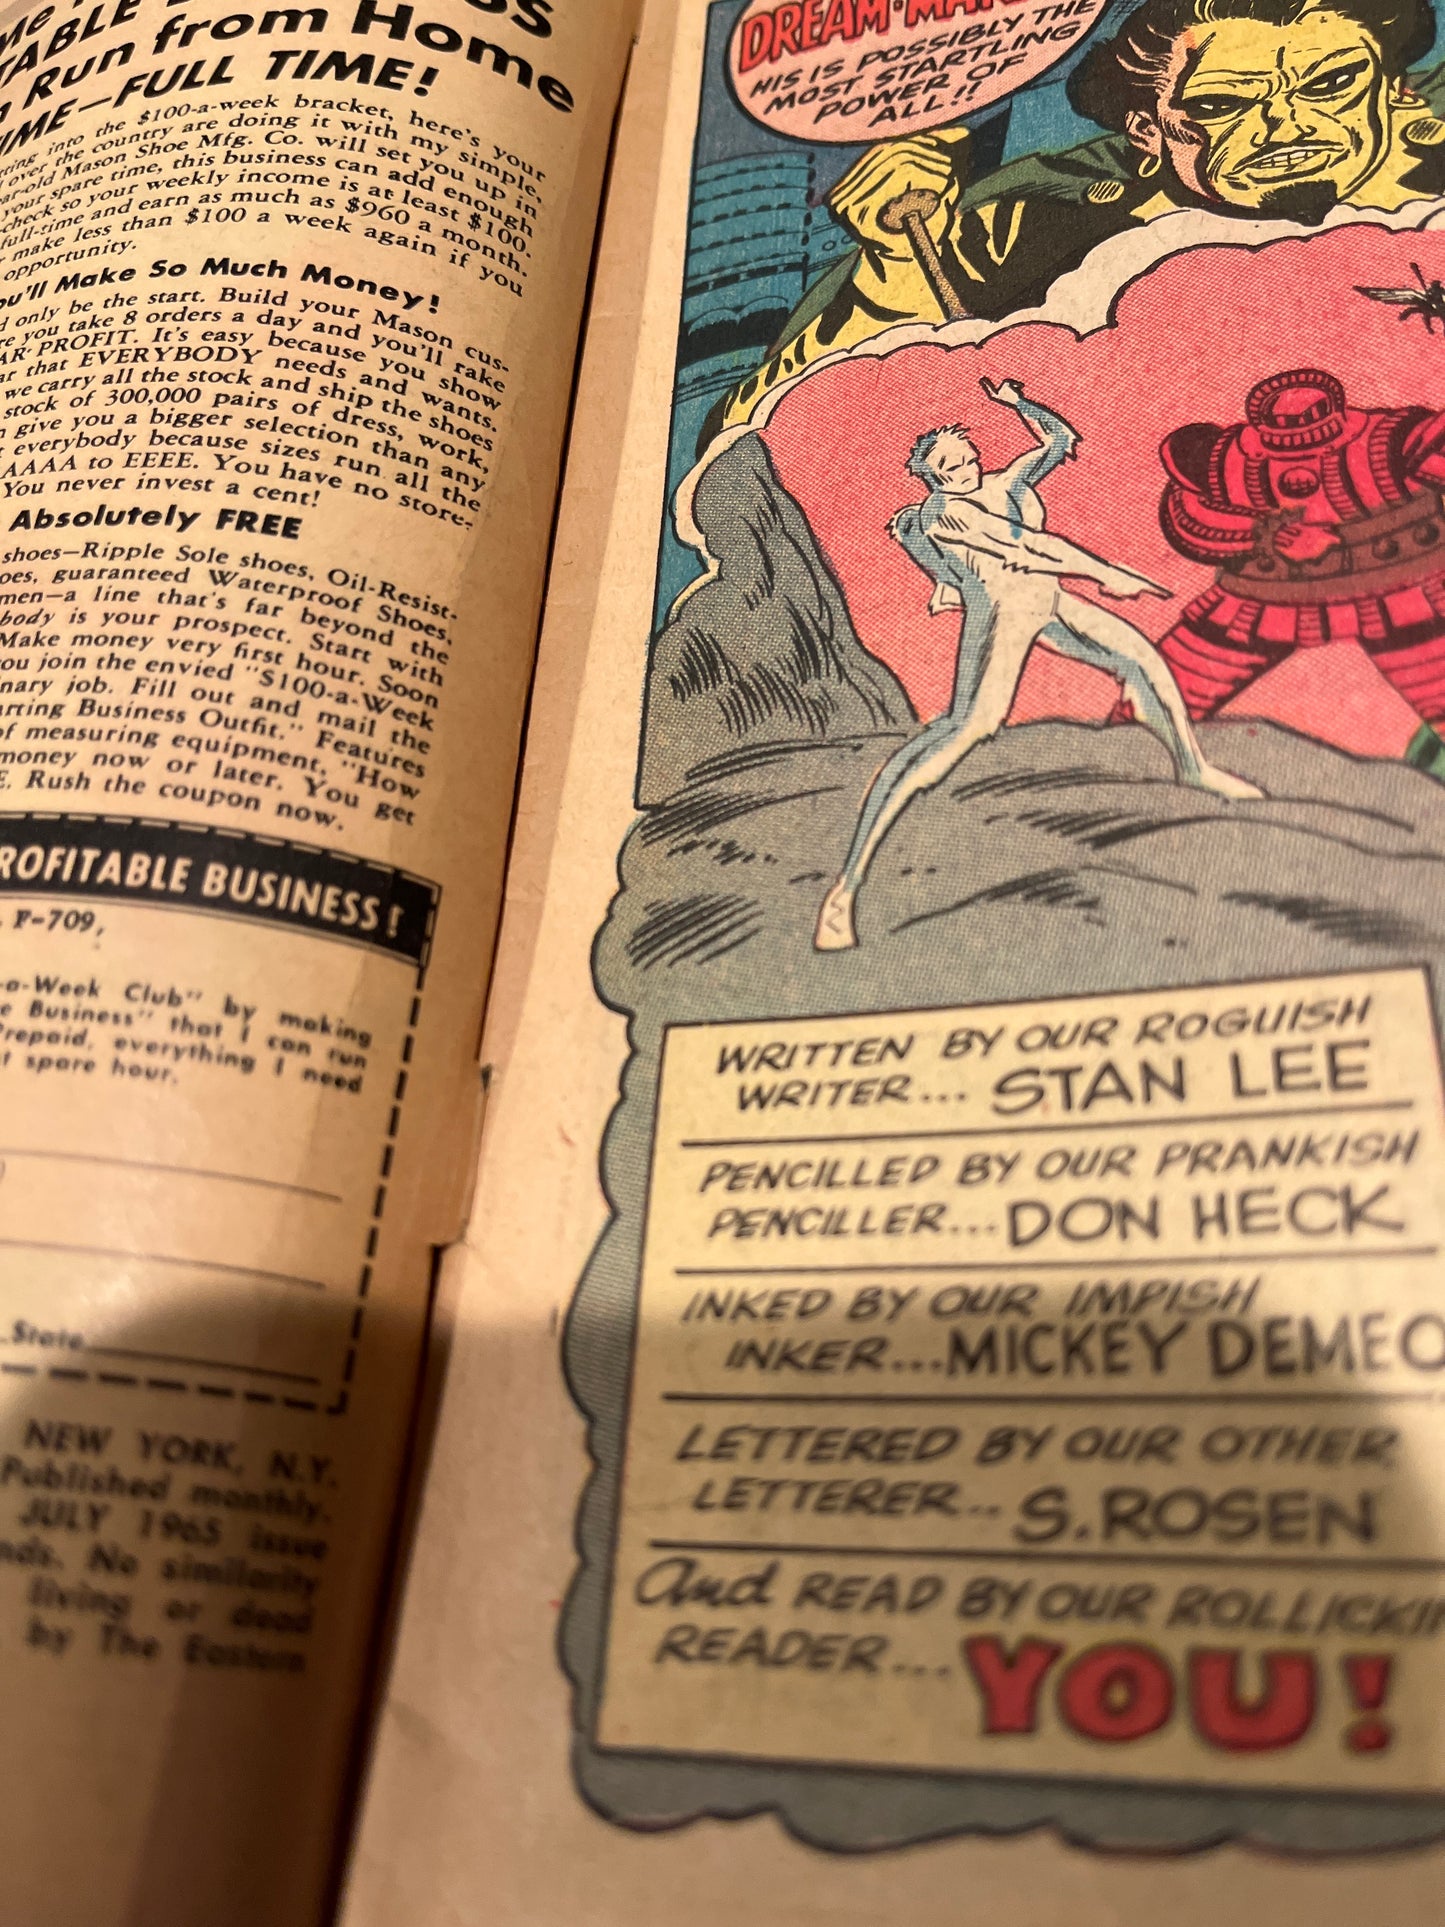 TABLE
Run from Home
TIME—FULL TIME!
into the $100-a-week bracket, here's your
over the country are doing it with my simple,
Mason Shoe Mfg. Co. will set you up in
your spare time, this business can add enough
check so your weekly income is at least $100.
full-time and earn as much as $960 a month.
make less than $100 a week again if you
opportunity.
You'll Make So Much Money!
only be the start. Build your Mason cus-
you take 8 orders a day and you'll rake
PROFIT. It's easy because you show
that EVERYBODY needs and wants.
we carry all the stock and ship the shoes
stock of 300,000 pairs of dress, work,
give you a bigger selection than any
everybody because sizes run all the
AAAA to EEEE. You have no store-
You never invest a cent!
Absolutely FREE
shoes—Ripple Sole shoes, Oil-Resist-
guaranteed Waterproof Shoes,
men—a line that's far beyond the
body is your prospect. Start with
Make money very first hour. Soon
you join the envied "$100-a-Week
nary job. Fill out and mail the
arting Business Outfit." Features
of measuring equipment, "How
money now or later. You get
E. Rush the coupon now.
PROFITABLE BUSINESS!
F-709,
-a-Week Club" by making
Business" that I can run
Prepaid, everything I need
spare hour.
State
NEW YORK, N.Y.
Published monthly.
JULY 1965 issue
No similarity
living or dead
by The Eastern
DREAM-
HIS IS POSSIBLY THE
MOST STARTLING
POWER OF
ALL!!
WRITTEN BY OUR ROGUISH
WRITER... STAN LEE
PENCILLED BY OUR PRANKISH
PENCILLER... DON HECK
INKED BY OUR IMPISH
INKER... MICKEY DEMEO
LETTERED BY OUR OTHER
LETTERER... S. ROSEN
And READ BY OUR ROLLICKIN
READER... YOU!